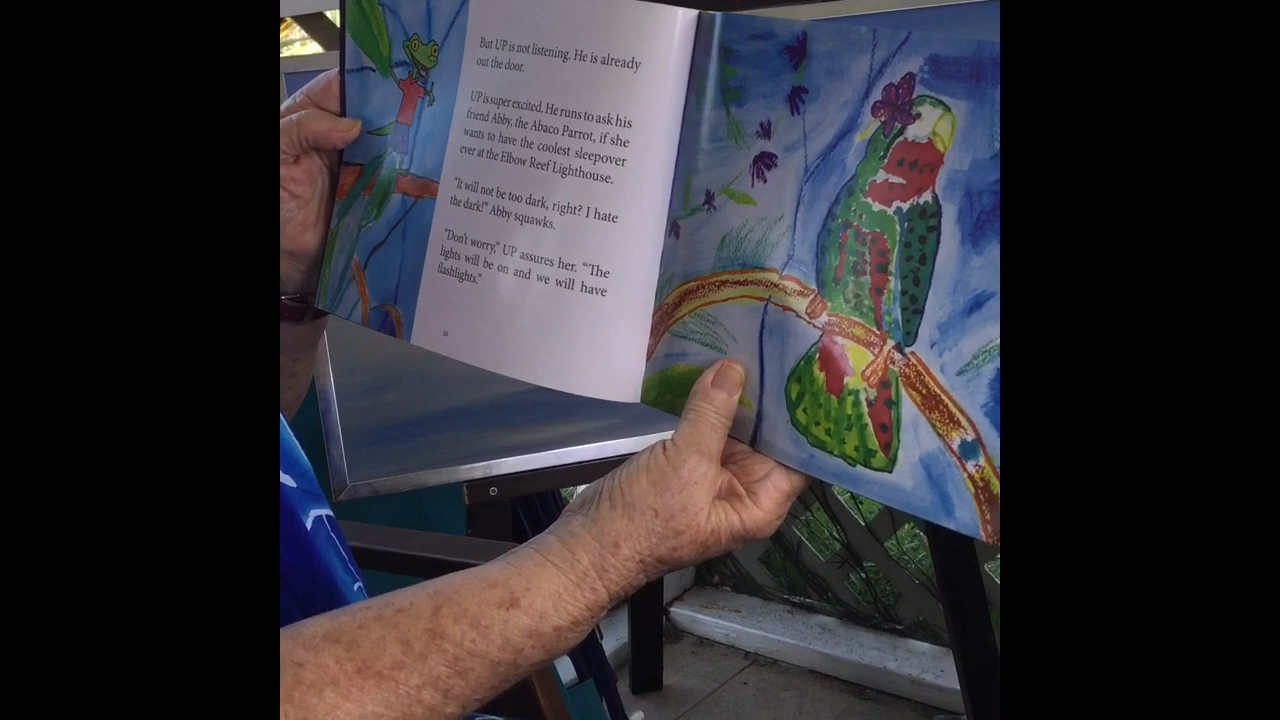 But UP is not listening. He is already
out the door.
UP is super excited. He runs to ask his
friend Abby, the Abaco Parrot, if she
wants to have the coolest sleepover
ever at the Elbow Reef Lighthouse.
"It will not be too dark, right? I hate
the dark!" Abby squawks.
"Don't worry," UP assures her. "The
lights will be on and we will have
flashlights."